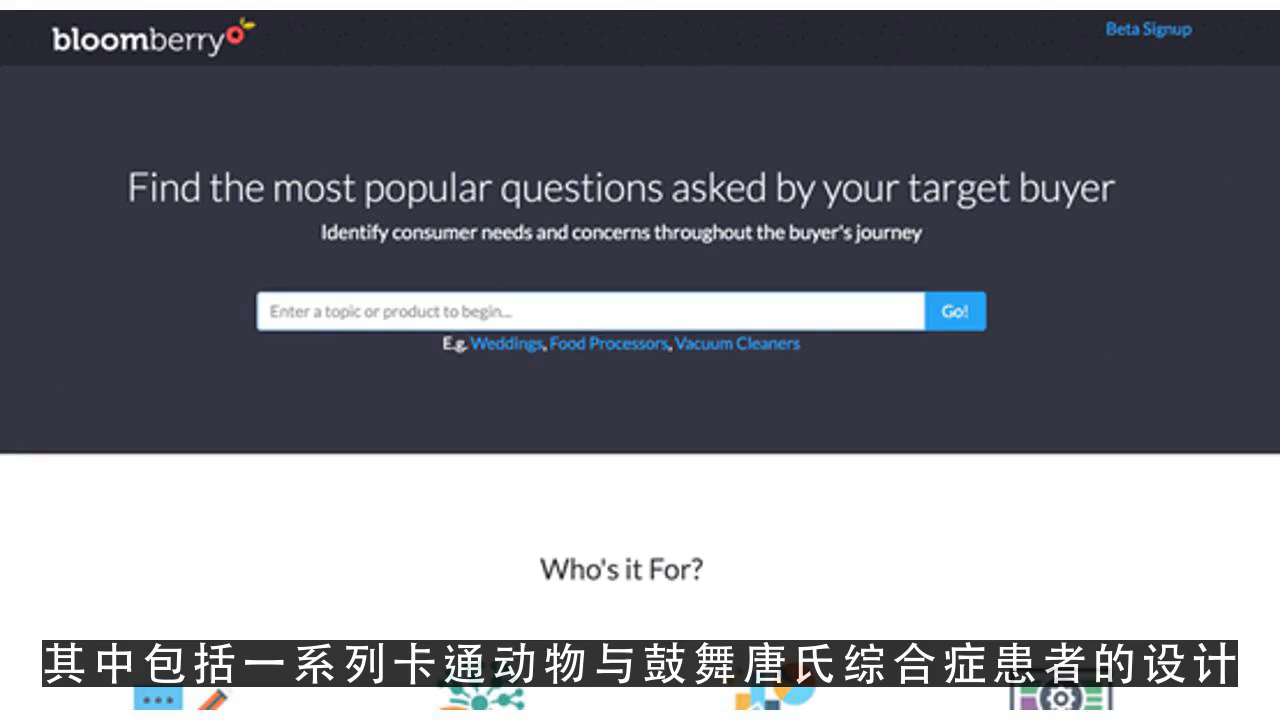 bloomberry
Beta Signup
Find the most popular questions asked by your target buyer
Identify consumer needs and concerns throughout the buyer's journey
Enter a topic or product to begin...
Go!
E.g. Weddings, Food Processors, Vacuum Cleaners
Who's it For?
其中包括一系列卡通动物与鼓舞唐氏综合症患者的设计